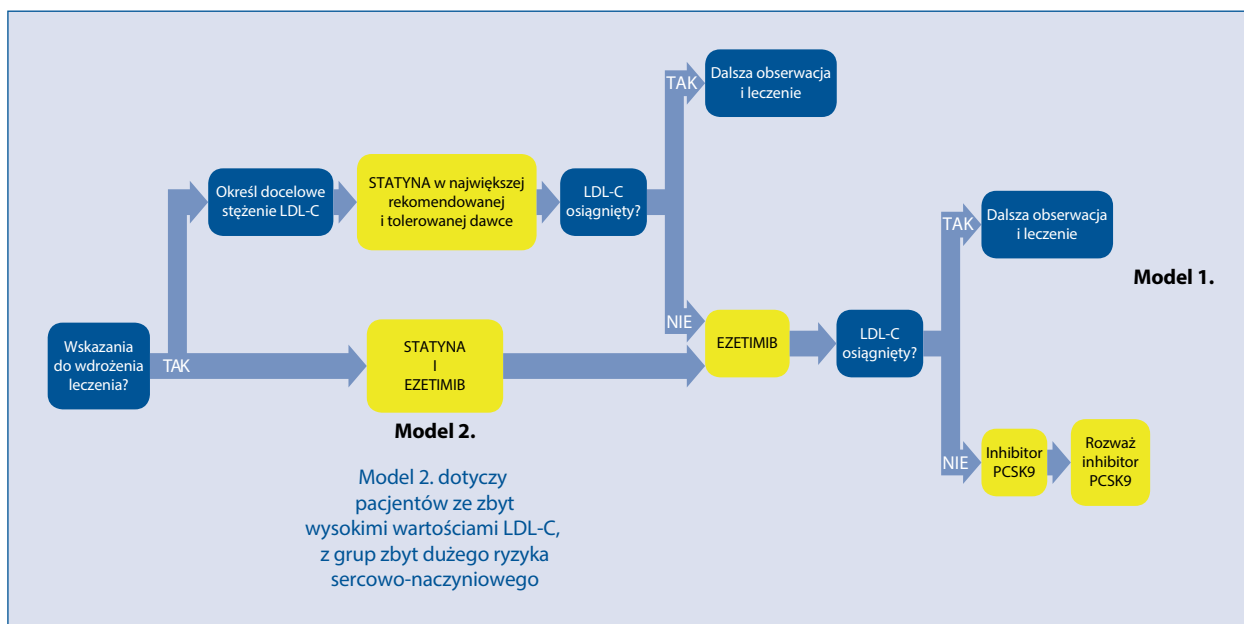 Wskazania
do wdrożenia
leczenia?
TAK
Określ docelowe
stężenie LDL-C
STATYNA w największej
rekomendowanej
i tolerowanej dawce
LDL-C
osiągnięty?
TAK
Dalsza obserwacja
i leczenie
NIE
STATYNA
I
EZETIMIB
Model 2.
Model 2. dotyczy
pacjentów ze zbyt
wysokimi wartościami LDL-C,
z grup zbyt dużego ryzyka
sercowo-naczyniowego
EZETIMIB
LDL-C
osiągnięty?
TAK
Dalsza obserwacja
i leczenie
Model 1.
NIE
Inhibitor
PCSK9
Rozważ
inhibitor
PCSK9